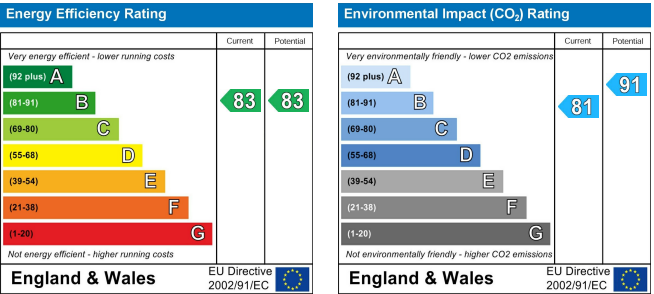 Energy Efficiency Rating
Current Potential
Very energy efficient - lower running costs
(92 plus) A
(81-91) B
(69-80) C
(55-68) D
(39-54) E
(21-38) F
(1-20) G
83 83
Not energy efficient - higher running costs
England & Wales
EU Directive
2002/91/EC
Environmental Impact (CO₂) Rating
Current Potential
Very environmentally friendly - lower CO2 emissions
(92 plus) A
(81-91) B
(69-80) C
(55-68) D
(39-54) E
(21-38) F
(1-20) G
81 91
Not environmentally friendly - higher CO2 emissions
England & Wales
EU Directive
2002/91/EC